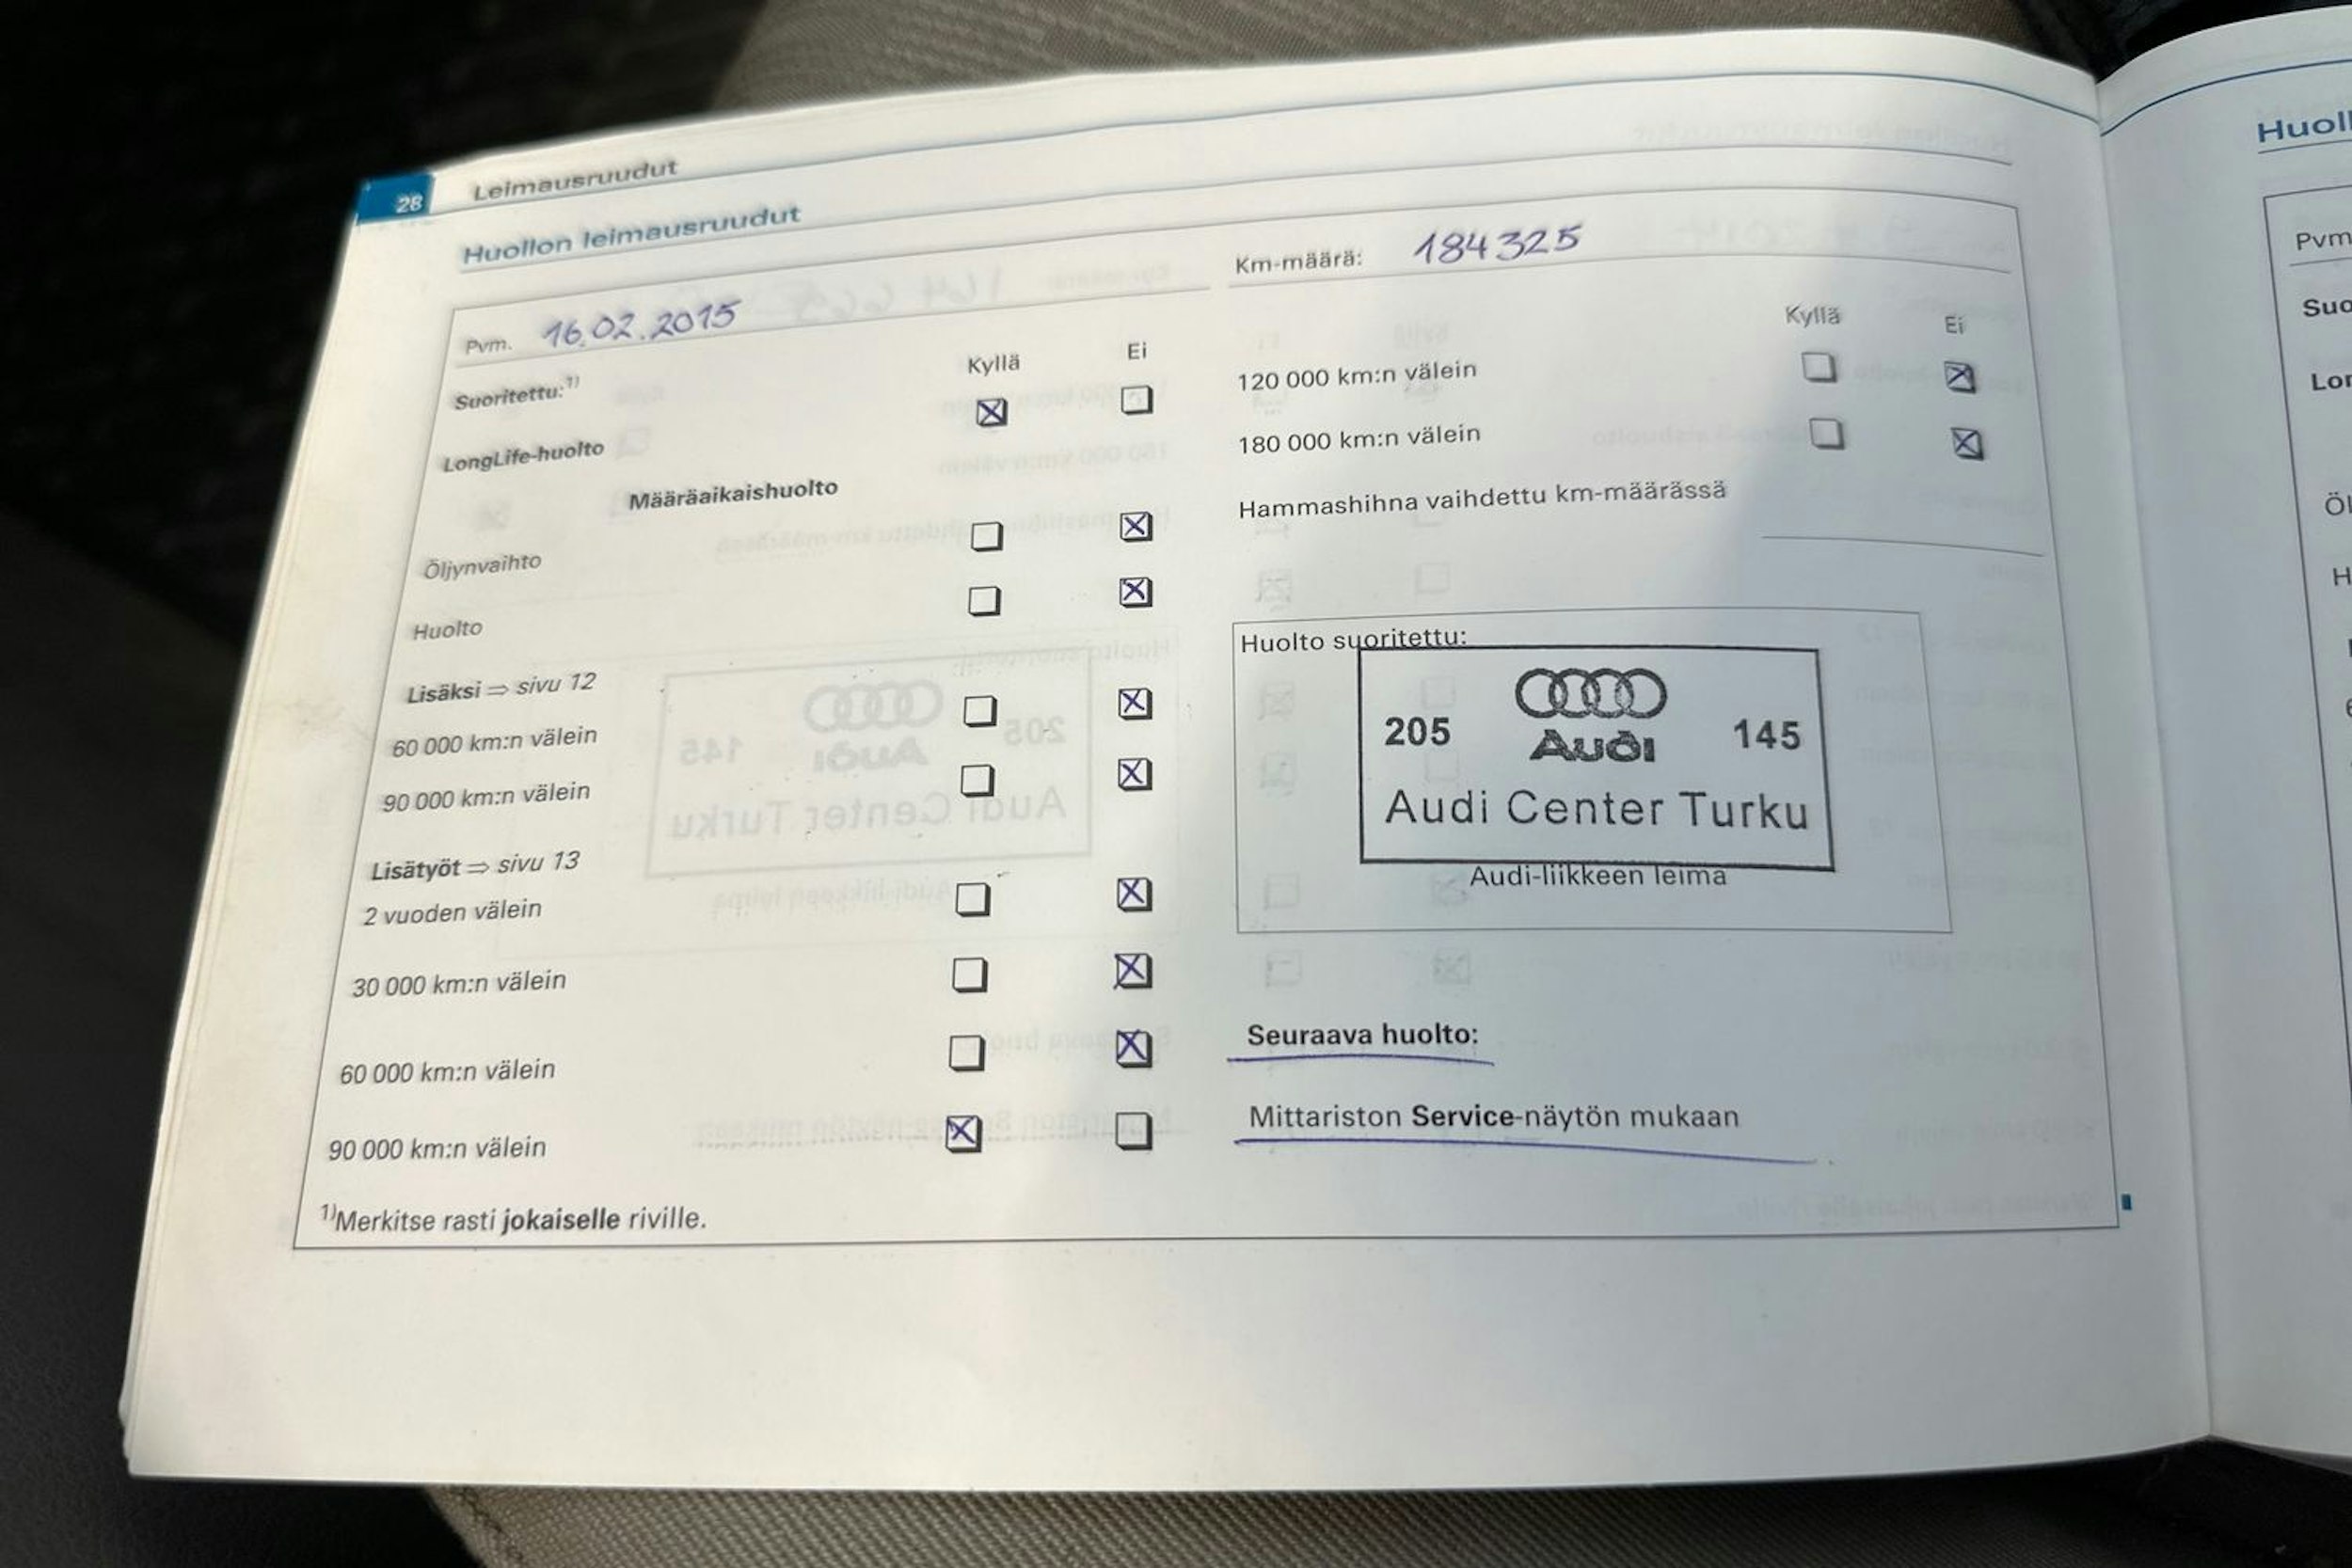 28 Leimausruudut
Huollon leimausruudut
Pvm. 16.02.2015
Suoritettu:1) Kyllä Ei
LongLife-huolto
Määräaikaishuolto
Öljynvaihto
Huolto
Lisäksi ⇒ sivu 12
60 000 km:n välein
90 000 km:n välein
Lisätyöt ⇒ sivu 13
2 vuoden välein
30 000 km:n välein
60 000 km:n välein
90 000 km:n välein
1)Merkitse rasti jokaiselle riville.
Km-määrä: 184325
Kyllä Ei
120 000 km:n välein
180 000 km:n välein
Hammashihna vaihdettu km-määrässä
Huolto suoritettu:
205 Audi 145
Audi Center Turku
Audi-liikkeen leima
Seuraava huolto:
Mittariston Service-näytön mukaan
Pvm